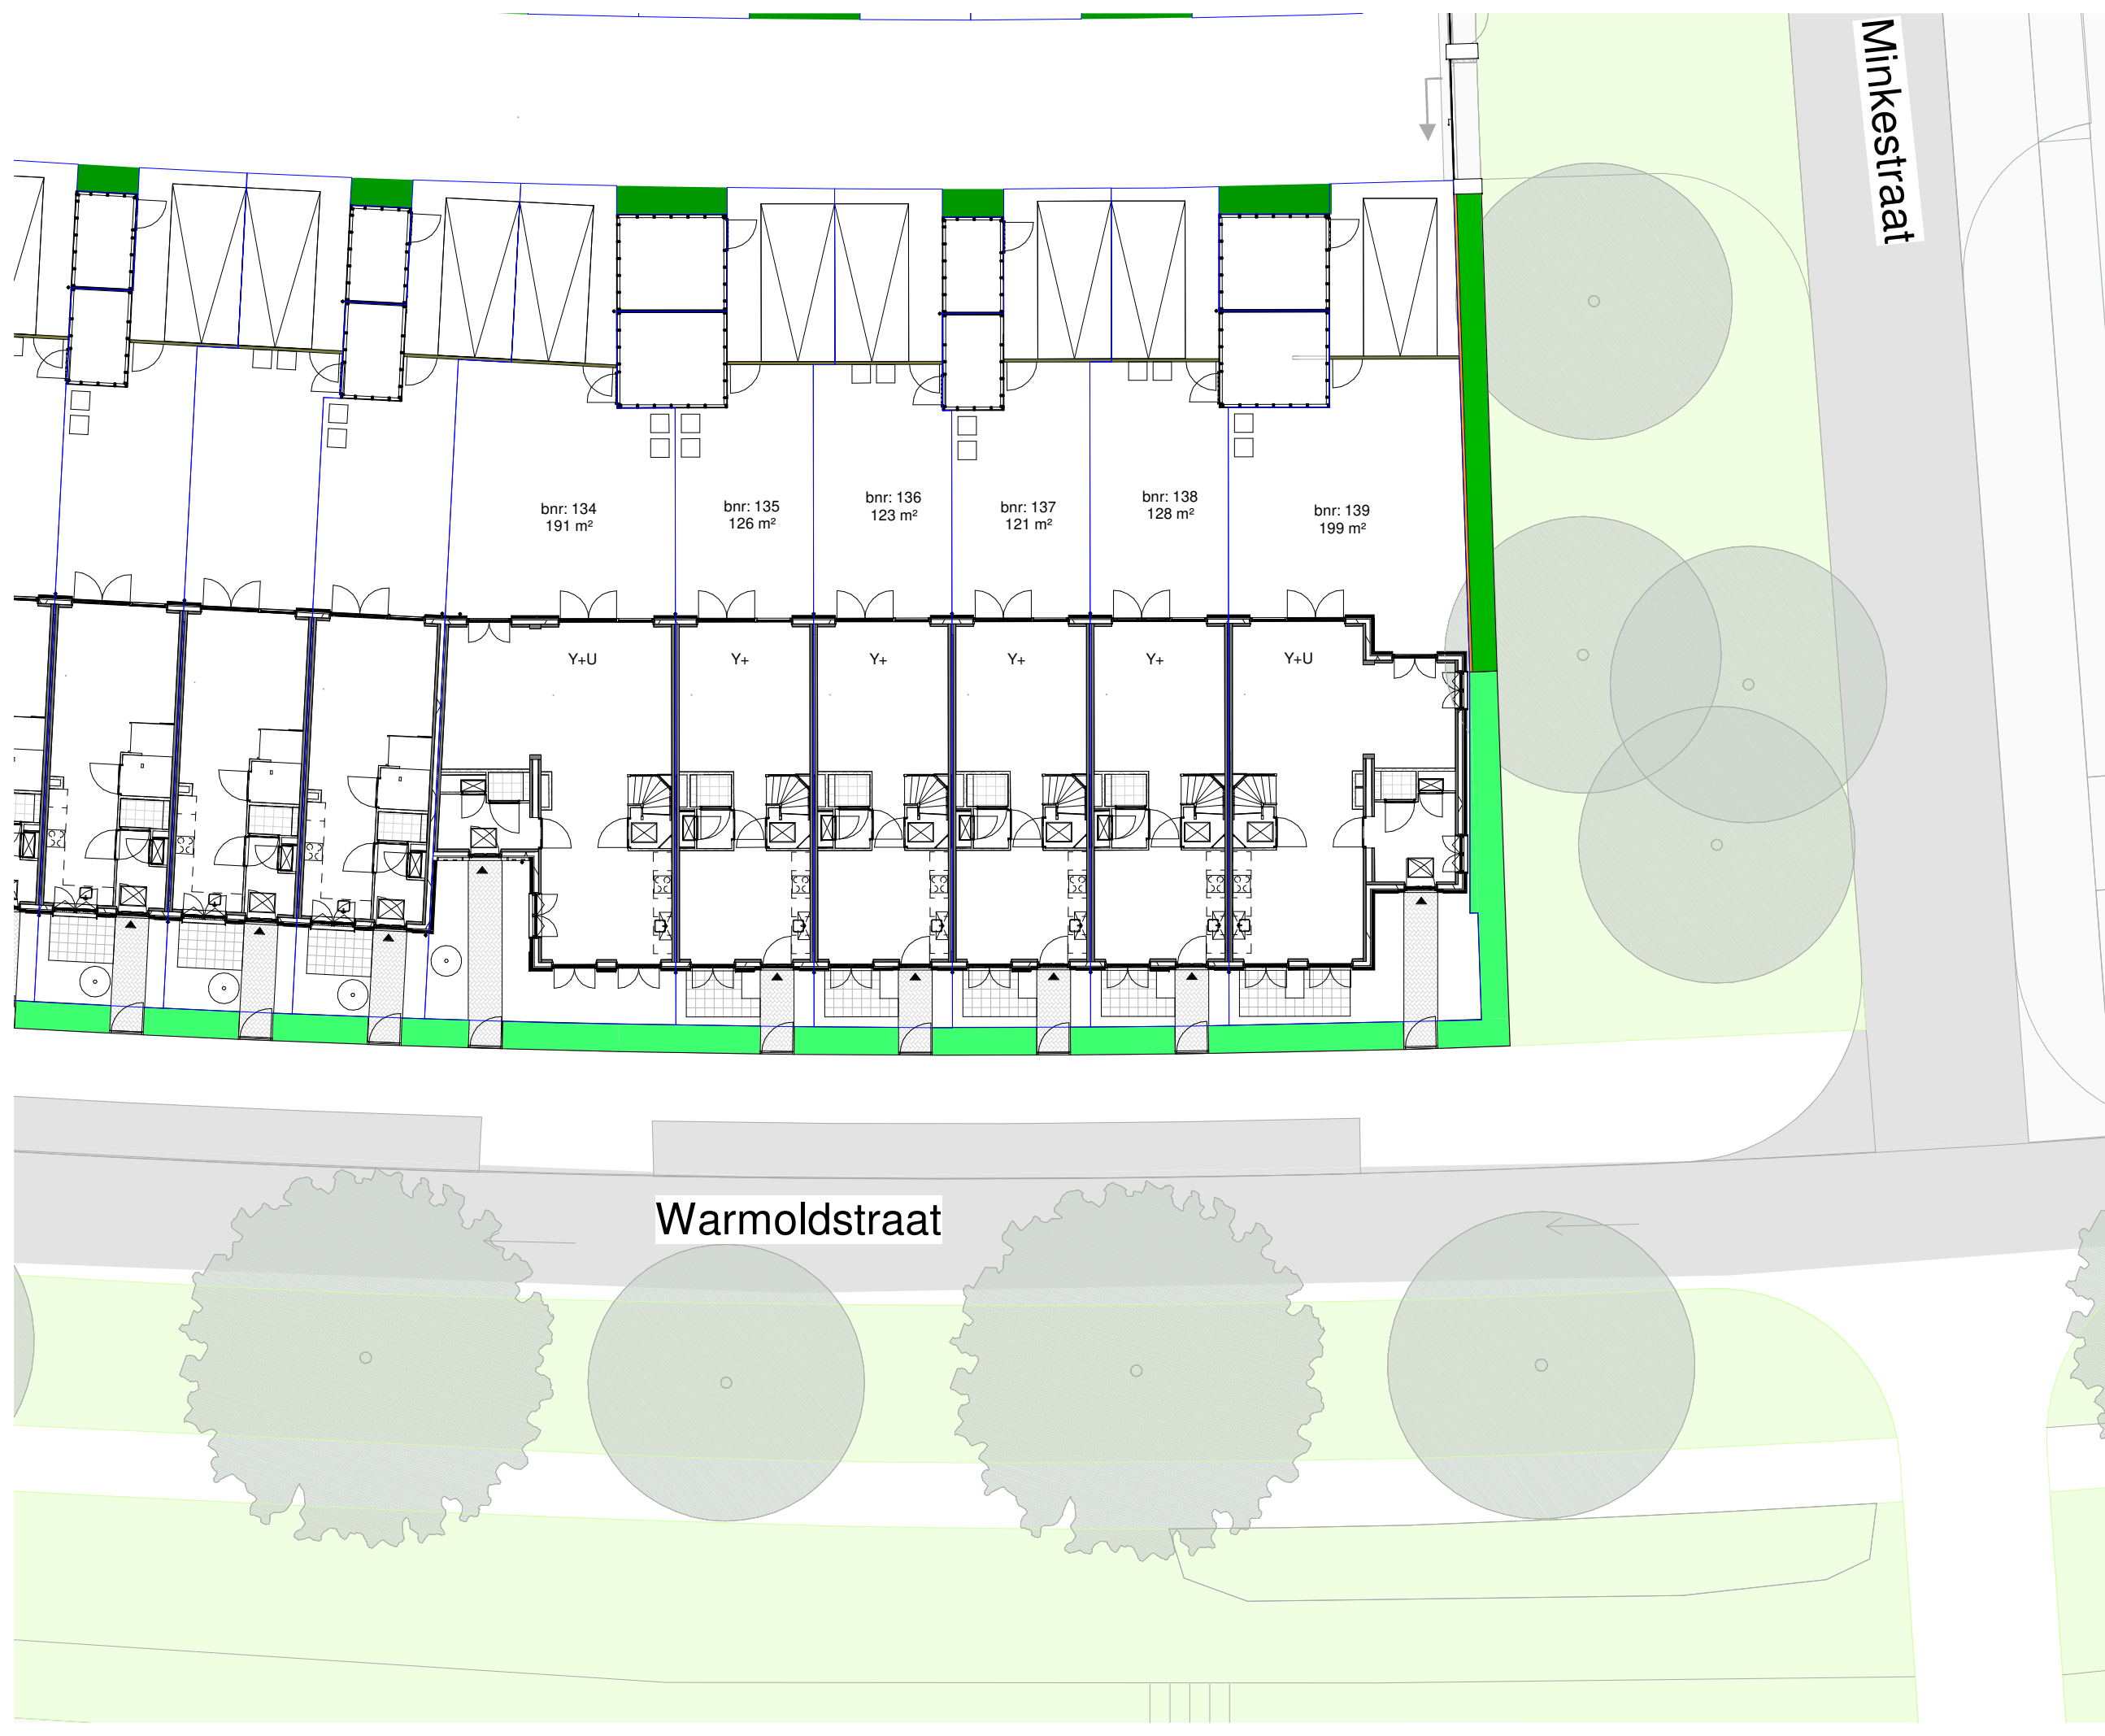 Minkestraat
bnr: 134
191 m²
bnr: 135
126 m²
bnr: 136
123 m²
bnr: 137
121 m²
bnr: 138
128 m²
bnr: 139
199 m²
Y+U
Y+
Y+
Y+
Y+
Y+U
Warmoldstraat